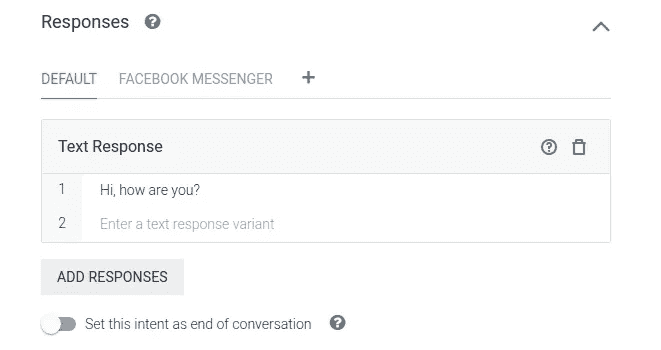 Responses ?
DEFAULT FACEBOOK MESSENGER +
Text Response ?
1 Hi, how are you?
2 Enter a text response variant
ADD RESPONSES
Set this intent as end of conversation ?